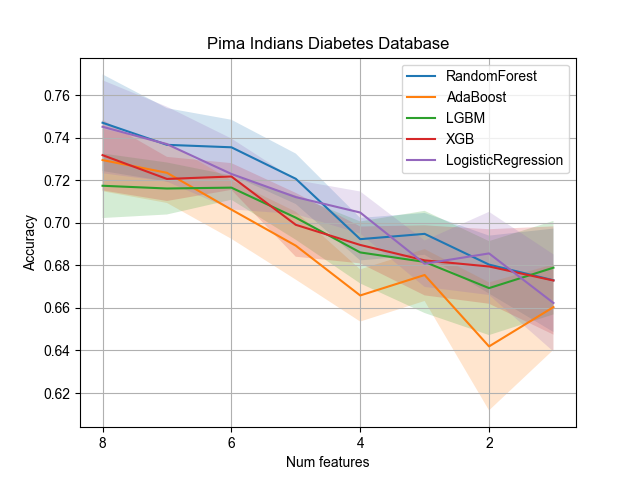 Pima Indians Diabetes Database
RandomForest
AdaBoost
LGBM
XGB
LogisticRegression
Accuracy
0.76
0.74
0.72
0.70
0.68
0.66
0.64
0.62
8
6
4
2
Num features